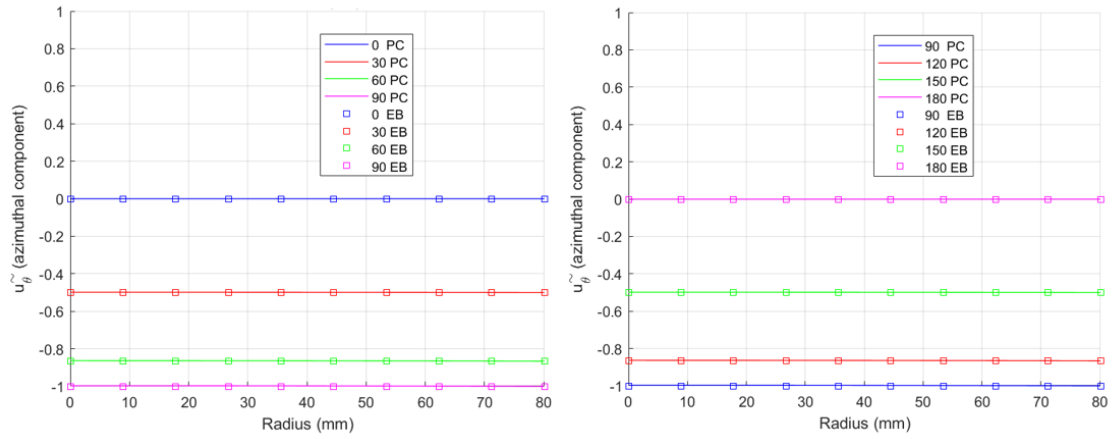 1
0.8
0.6
0.4
0.2
0
-0.2
-0.4
-0.6
-0.8
-1
u~θ (azimuthal component)
0 PC
30 PC
60 PC
90 PC
0 EB
30 EB
60 EB
90 EB
0 10 20 30 40 50 60 70 80
Radius (mm)
1
0.8
0.6
0.4
0.2
0
-0.2
-0.4
-0.6
-0.8
-1
u~θ (azimuthal component)
90 PC
120 PC
150 PC
180 PC
90 EB
120 EB
150 EB
180 EB
0 10 20 30 40 50 60 70 80
Radius (mm)